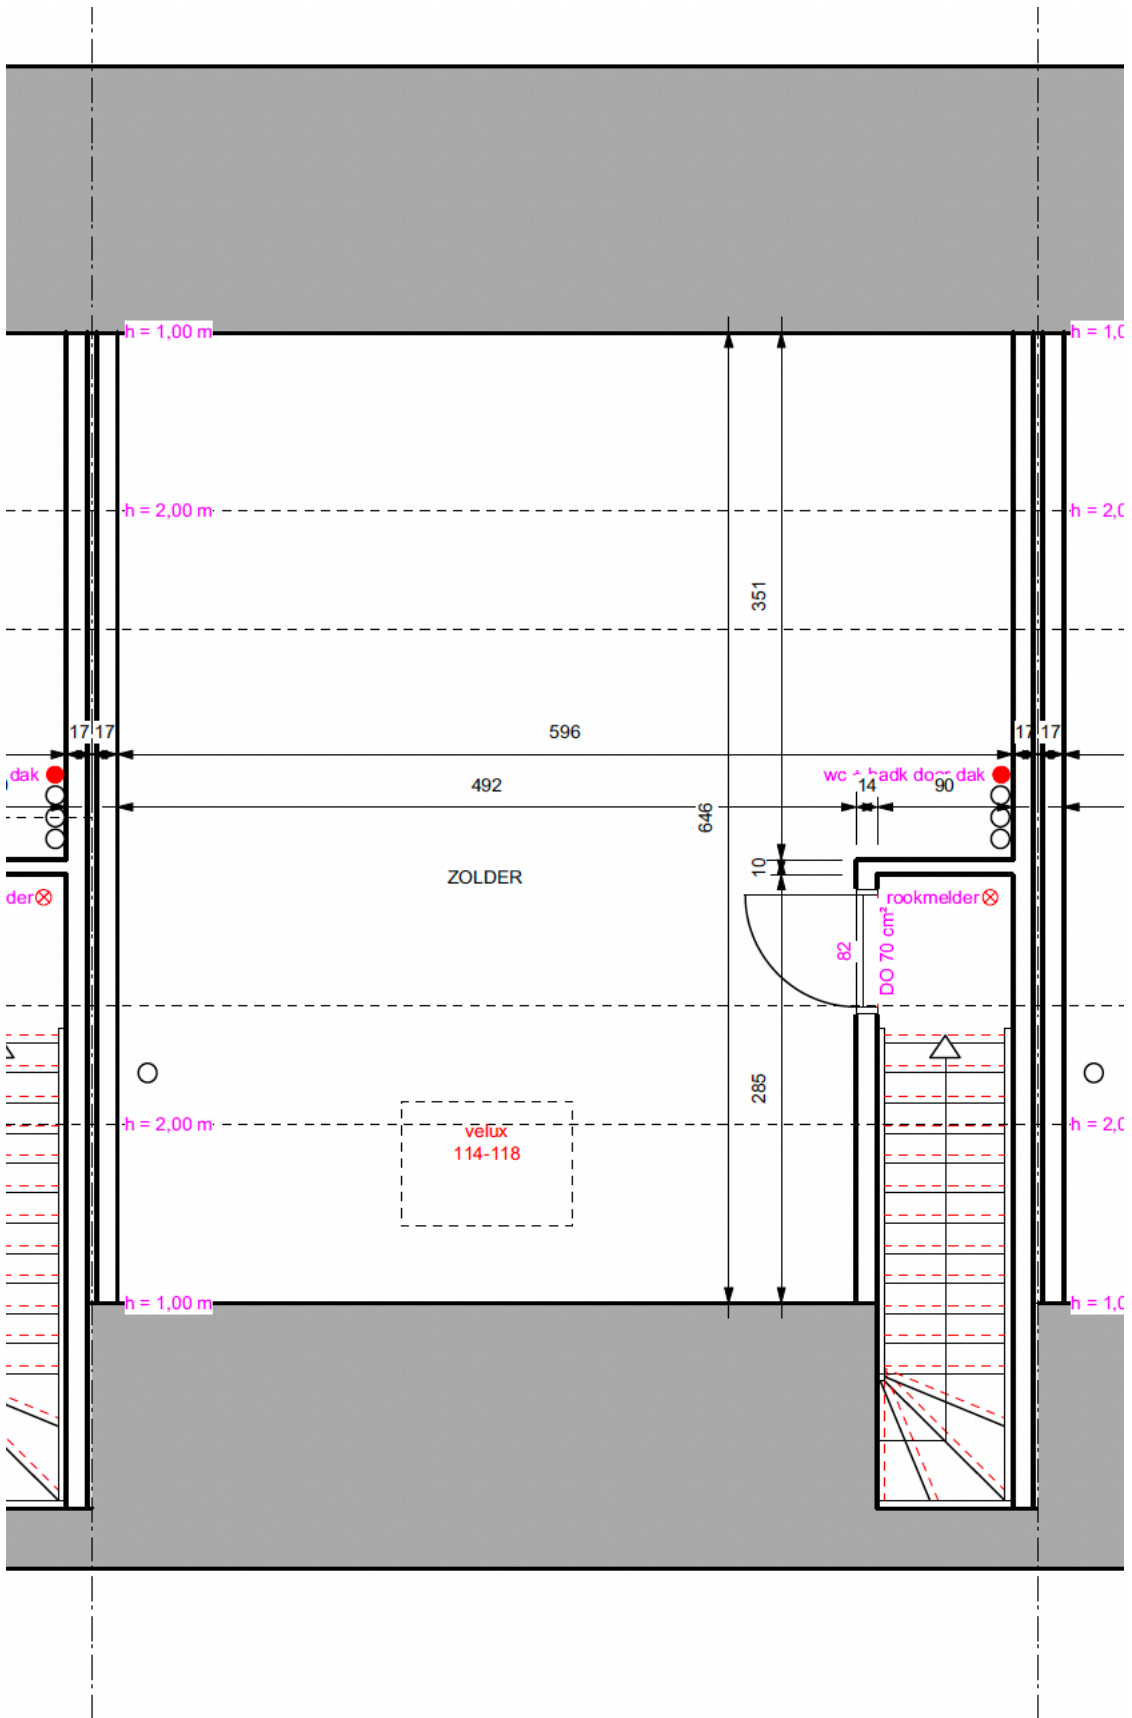 h = 1,00 m
h = 1,0
h = 2,00 m
h = 2,0
351
17 17
596
17 17
dak
wc + badk door dak
492
14
90
646
10
ZOLDER
der
rookmelder
82
DO 70 cm²
285
h = 2,00 m
velux
h = 2,0
114-118
h = 1,00 m
h = 1,0